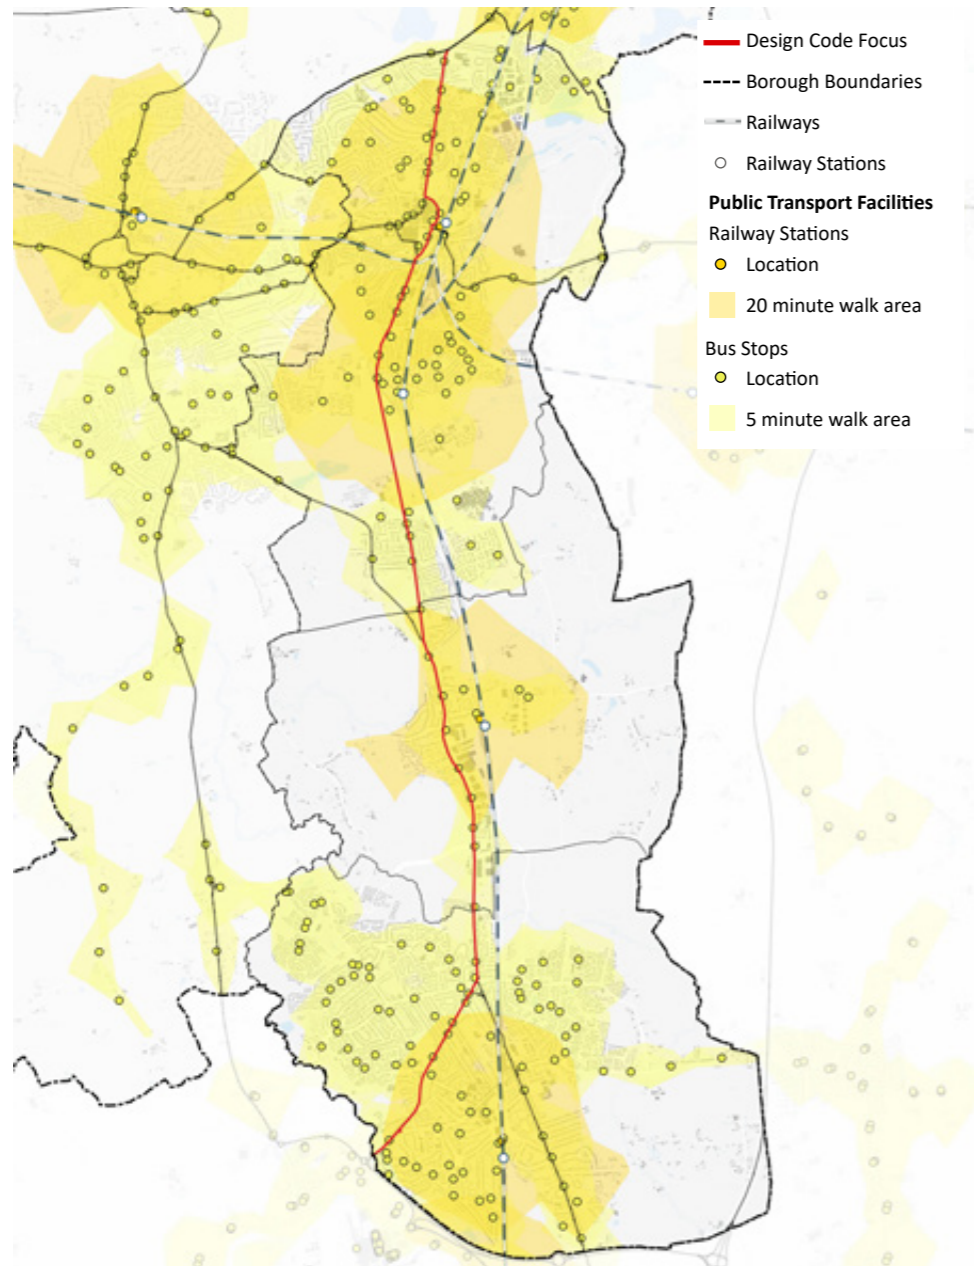 Design Code Focus
Borough Boundaries
Railways
Railway Stations
Public Transport Facilities
Railway Stations
Location
20 minute walk area
Bus Stops
Location
5 minute walk area